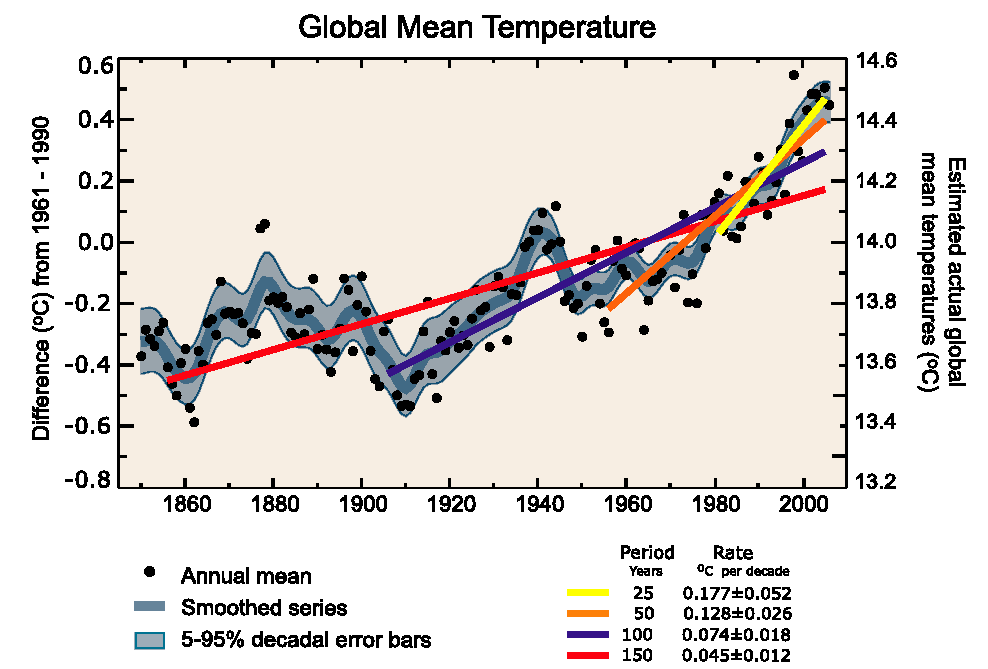 Global Mean Temperature
Difference (ºC) from 1961 - 1990
0.6
0.4
0.2
0.0
-0.2
-0.4
-0.6
-0.8
14.6
14.4
14.2
14.0
13.8
13.6
13.4
13.2
Estimated actual global
mean temperatures (ºC)
1860 1880 1900 1920 1940 1960 1980 2000
Annual mean
Smoothed series
5-95% decadal error bars
Period Rate
Years ºC per decade
25 0.177±0.052
50 0.128±0.026
100 0.074±0.018
150 0.045±0.012